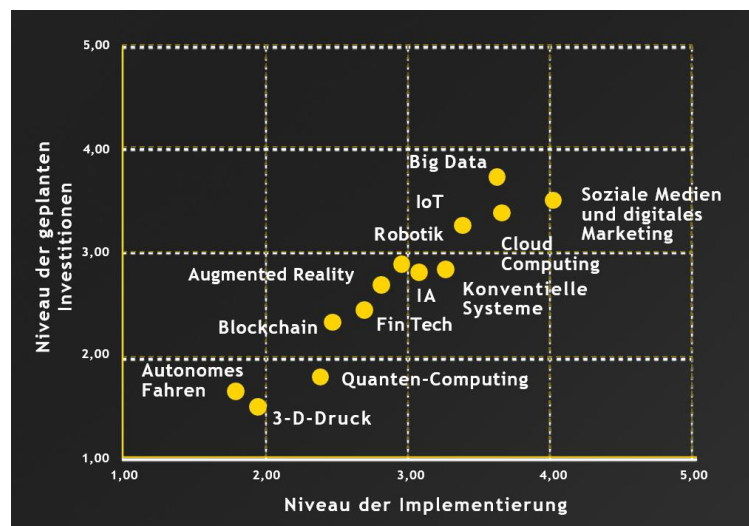 5,00
4,00
3,00
2,00
1,00
Niveau der geplanten
Investitionen
Big Data
IoT
Soziale Medien
und digitales
Marketing
Robotik
Cloud
Computing
Augmented Reality
IA
Konventielle
Systeme
Blockchain
Fin Tech
Autonomes
Fahren
Quanten-Computing
3-D-Druck
1,00 2,00 3,00 4,00 5,00
Niveau der Implementierung